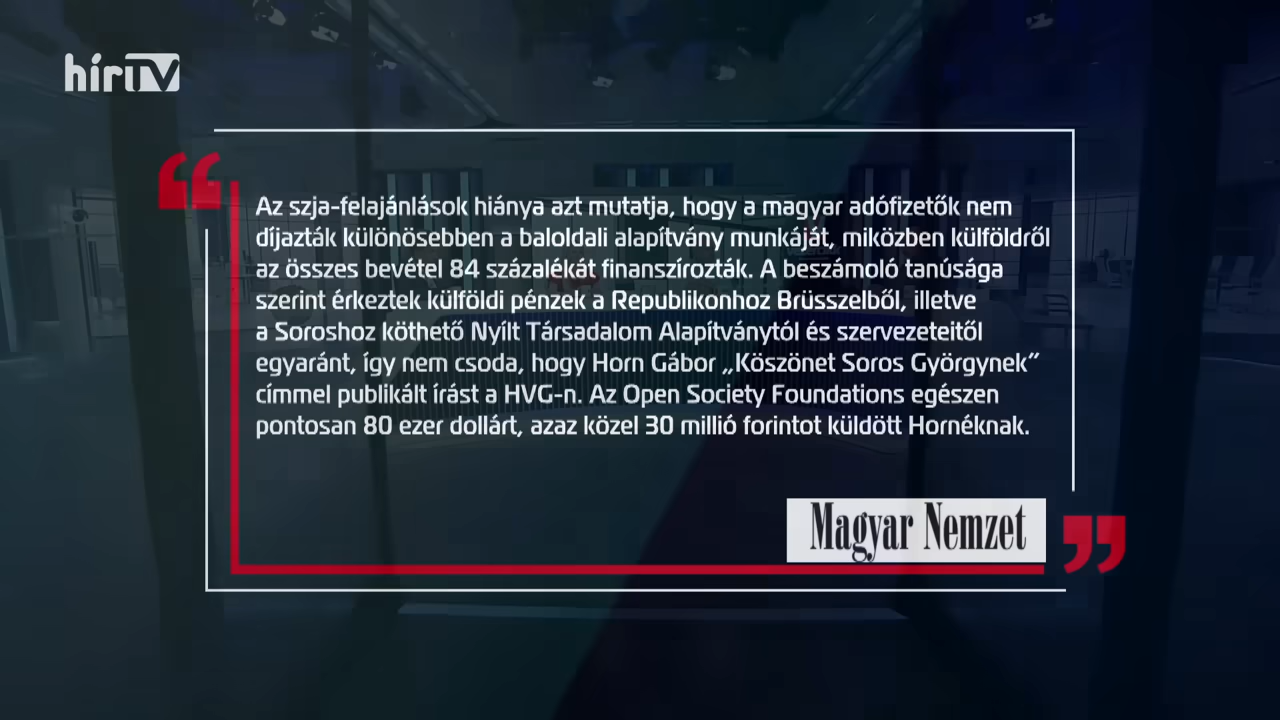 hírTV
Az szja-felajánlások hiánya azt mutatja, hogy a magyar adófizetők nem
díjazták különösebben a baloldali alapítvány munkáját, miközben külföldről
az összes bevétel 84 százalékát finanszírozták. A beszámoló tanúsága
szerint érkeztek külföldi pénzek a Republikonhoz Brüsszelből, illetve
a Soroshoz köthető Nyílt Társadalom Alapítványtól és szervezeteitől
egyaránt, így nem csoda, hogy Horn Gábor „Köszönet Soros Györgynek”
címmel publikált írást a HVG-n. Az Open Society Foundations egészen
pontosan 80 ezer dollárt, azaz közel 30 millió forintot küldött Hornéknak.
Magyar Nemzet